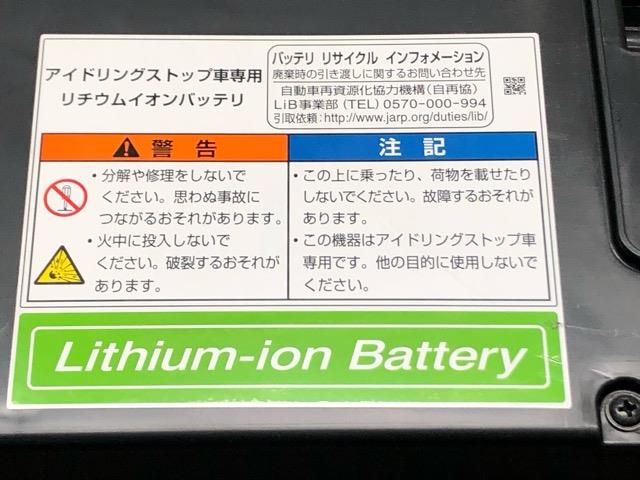 アイドリングストップ車専用
リチウムイオンバッテリ
バッテリ リサイクル インフォメーション
廃棄時の引き渡しに関するお問い合わせ先
自動車再資源化協力機構（自再協）
LiB事業部（TEL）0570-000-994
引取依頼：http://www.jarp.org/duties/lib/
警告
・分解や修理をしないで
ください。思わぬ事故に
つながるおそれがあります。
・火中に投入しないで
ください。破裂するおそれが
あります。
注記
・この上に乗ったり、荷物を載せたり
しないでください。故障するおそれが
あります。
・この機器はアイドリングストップ車
専用です。他の目的に使用しないで
ください。
Lithium-ion Battery